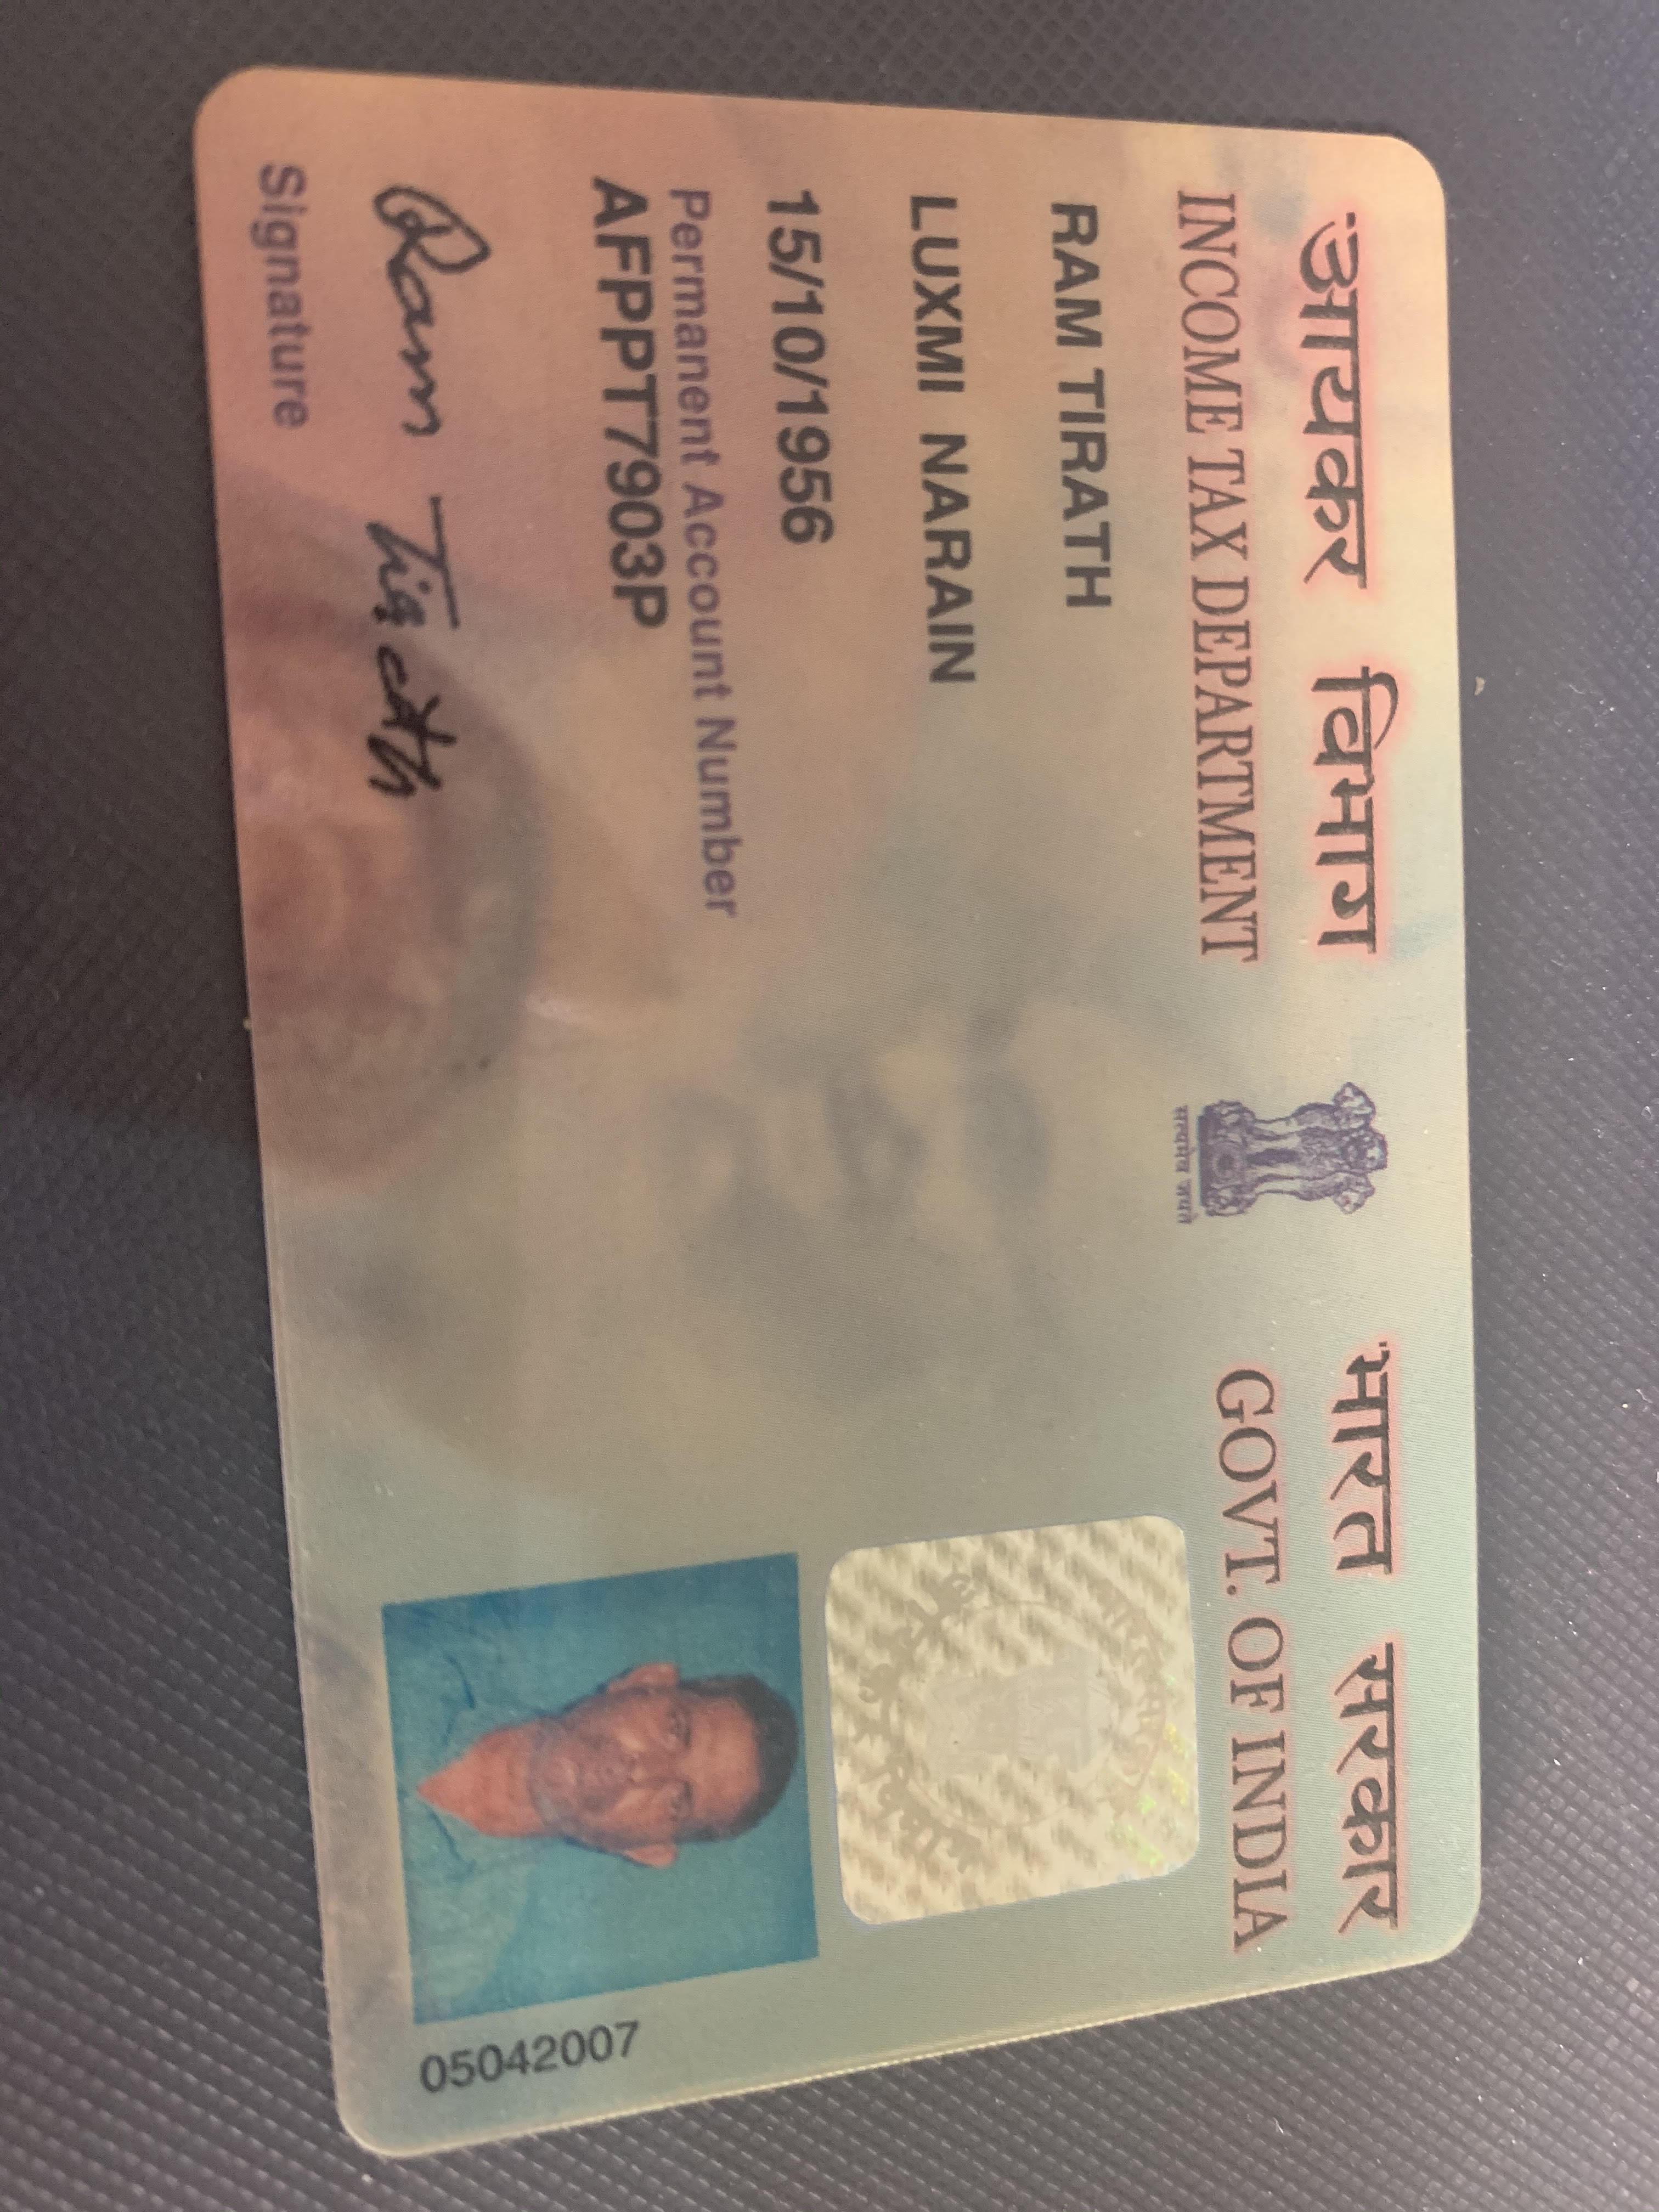 आयकर विभाग
INCOME TAX DEPARTMENT
सत्यमेव जयते
भारत सरकार
GOVT. OF INDIA
RAM TIRATH
LUXMI NARAIN
15/10/1956
Permanent Account Number
AFPPT7903P
Ram Tirath
Signature
05042007